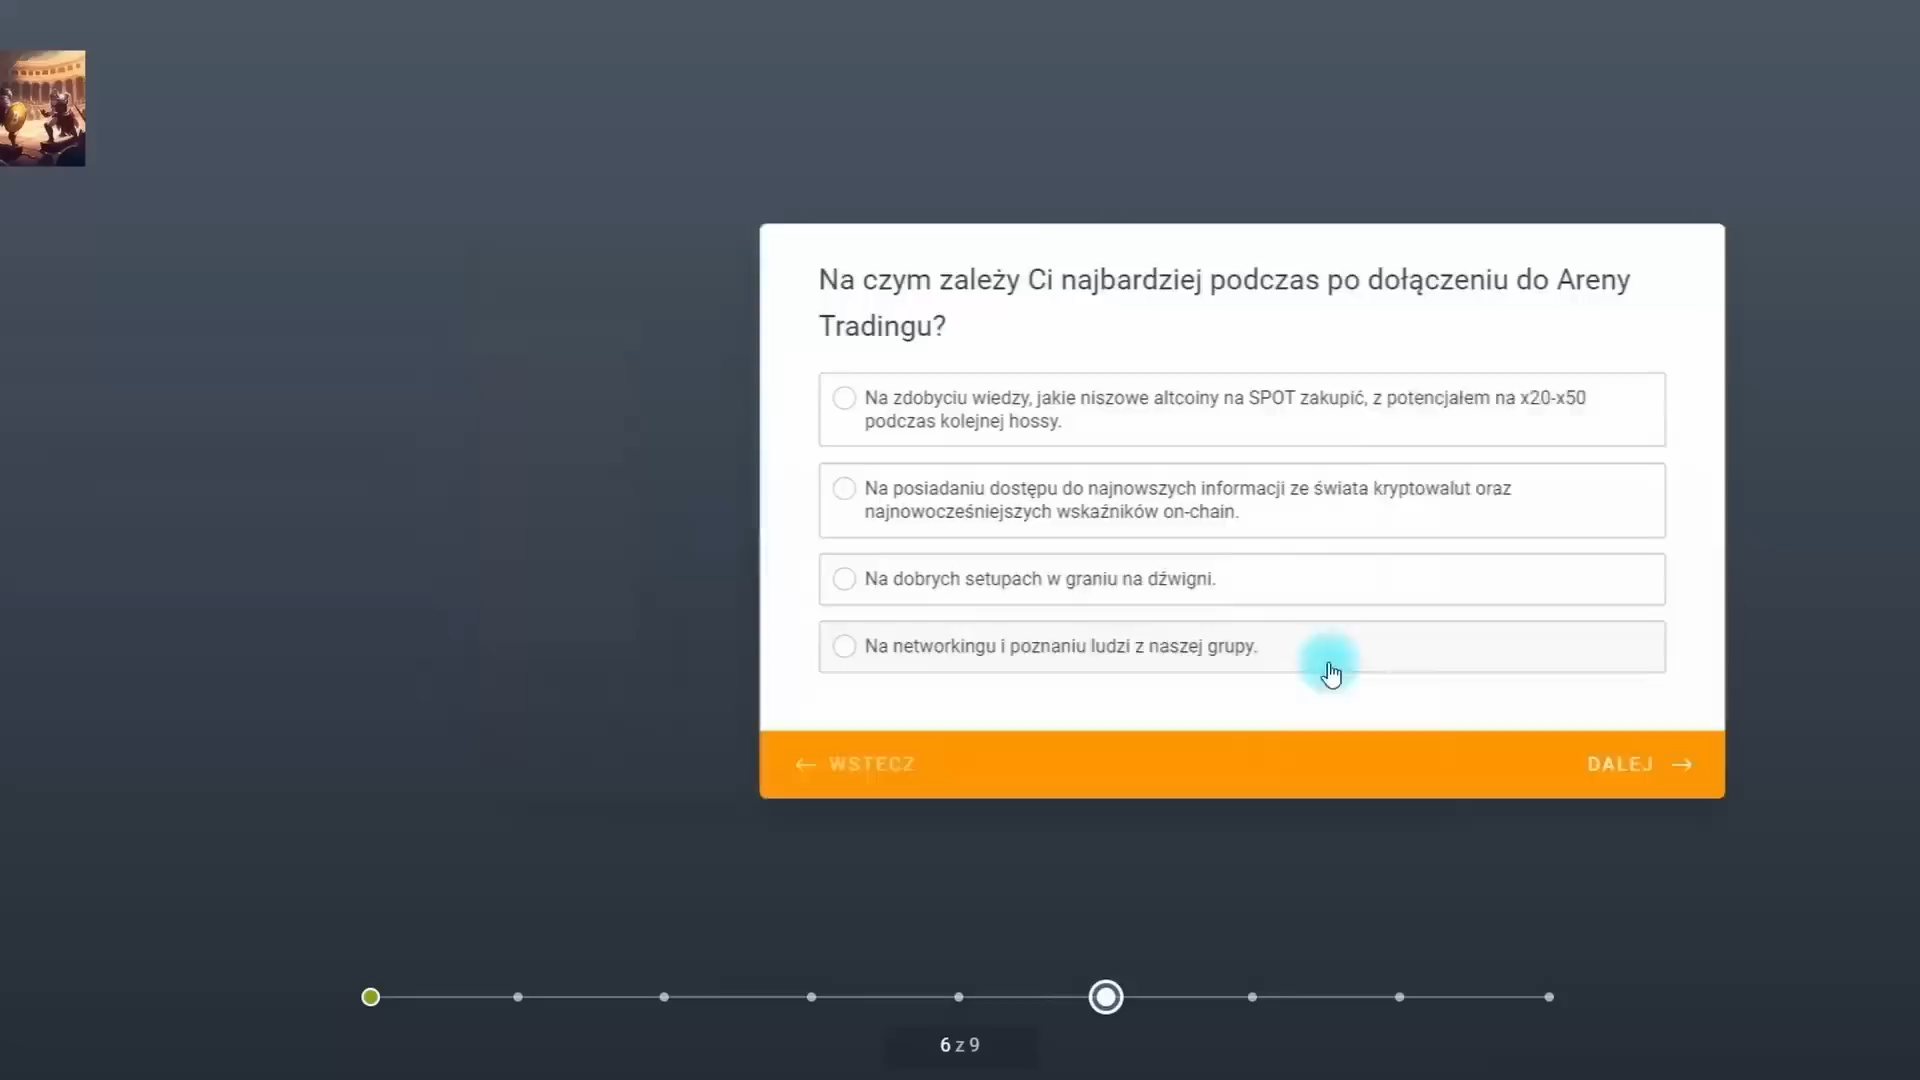 Na czym zależy Ci najbardziej podczas po dołączeniu do Areny
Tradingu?
Na zdobyciu wiedzy, jakie niszowe altcoiny na SPOT zakupić, z potencjałem na x20-x50
podczas kolejnej hossy.
Na posiadaniu dostępu do najnowszych informacji ze świata kryptowalut oraz
najnowocześniejszych wskaźników on-chain.
Na dobrych setupach w graniu na dźwigni.
Na networkingu i poznaniu ludzi z naszej grupy.
← WSTECZ
DALEJ →
6 z 9